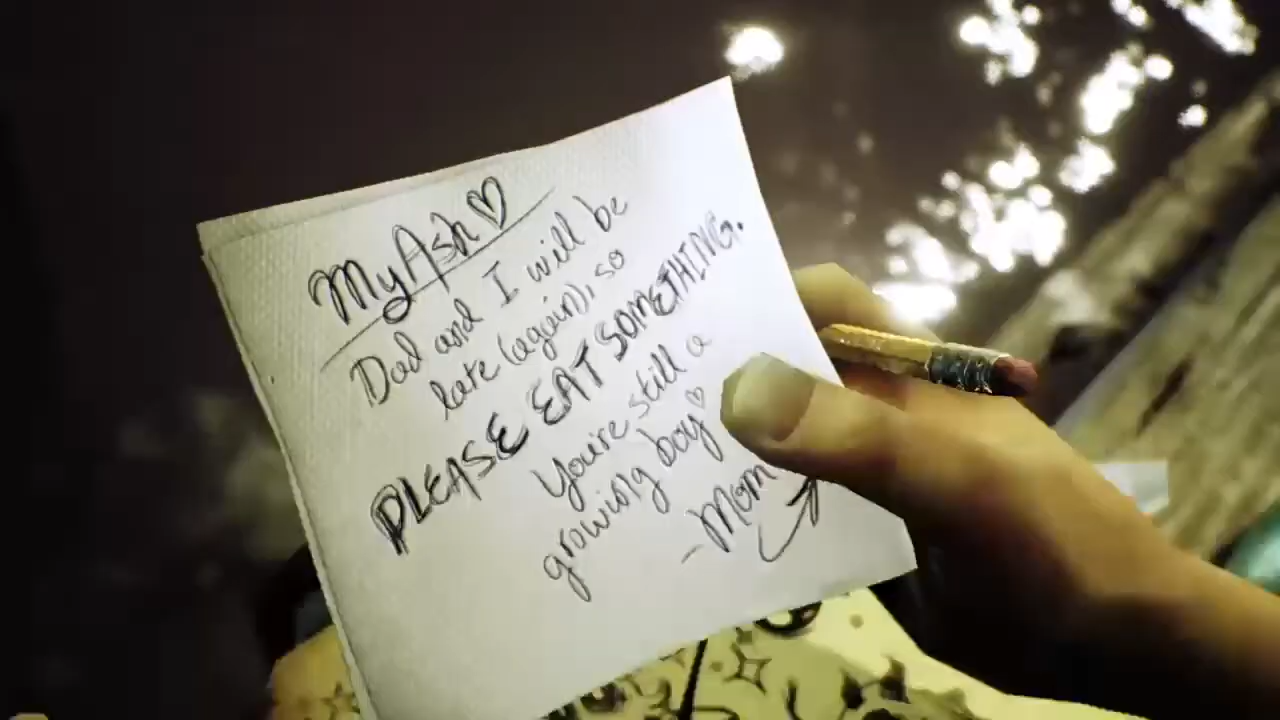 My Ash ♡
Dad and I will be
late (again), so
PLEASE EAT SOMETHING.
You're still a
growing boy ♡
- Mom